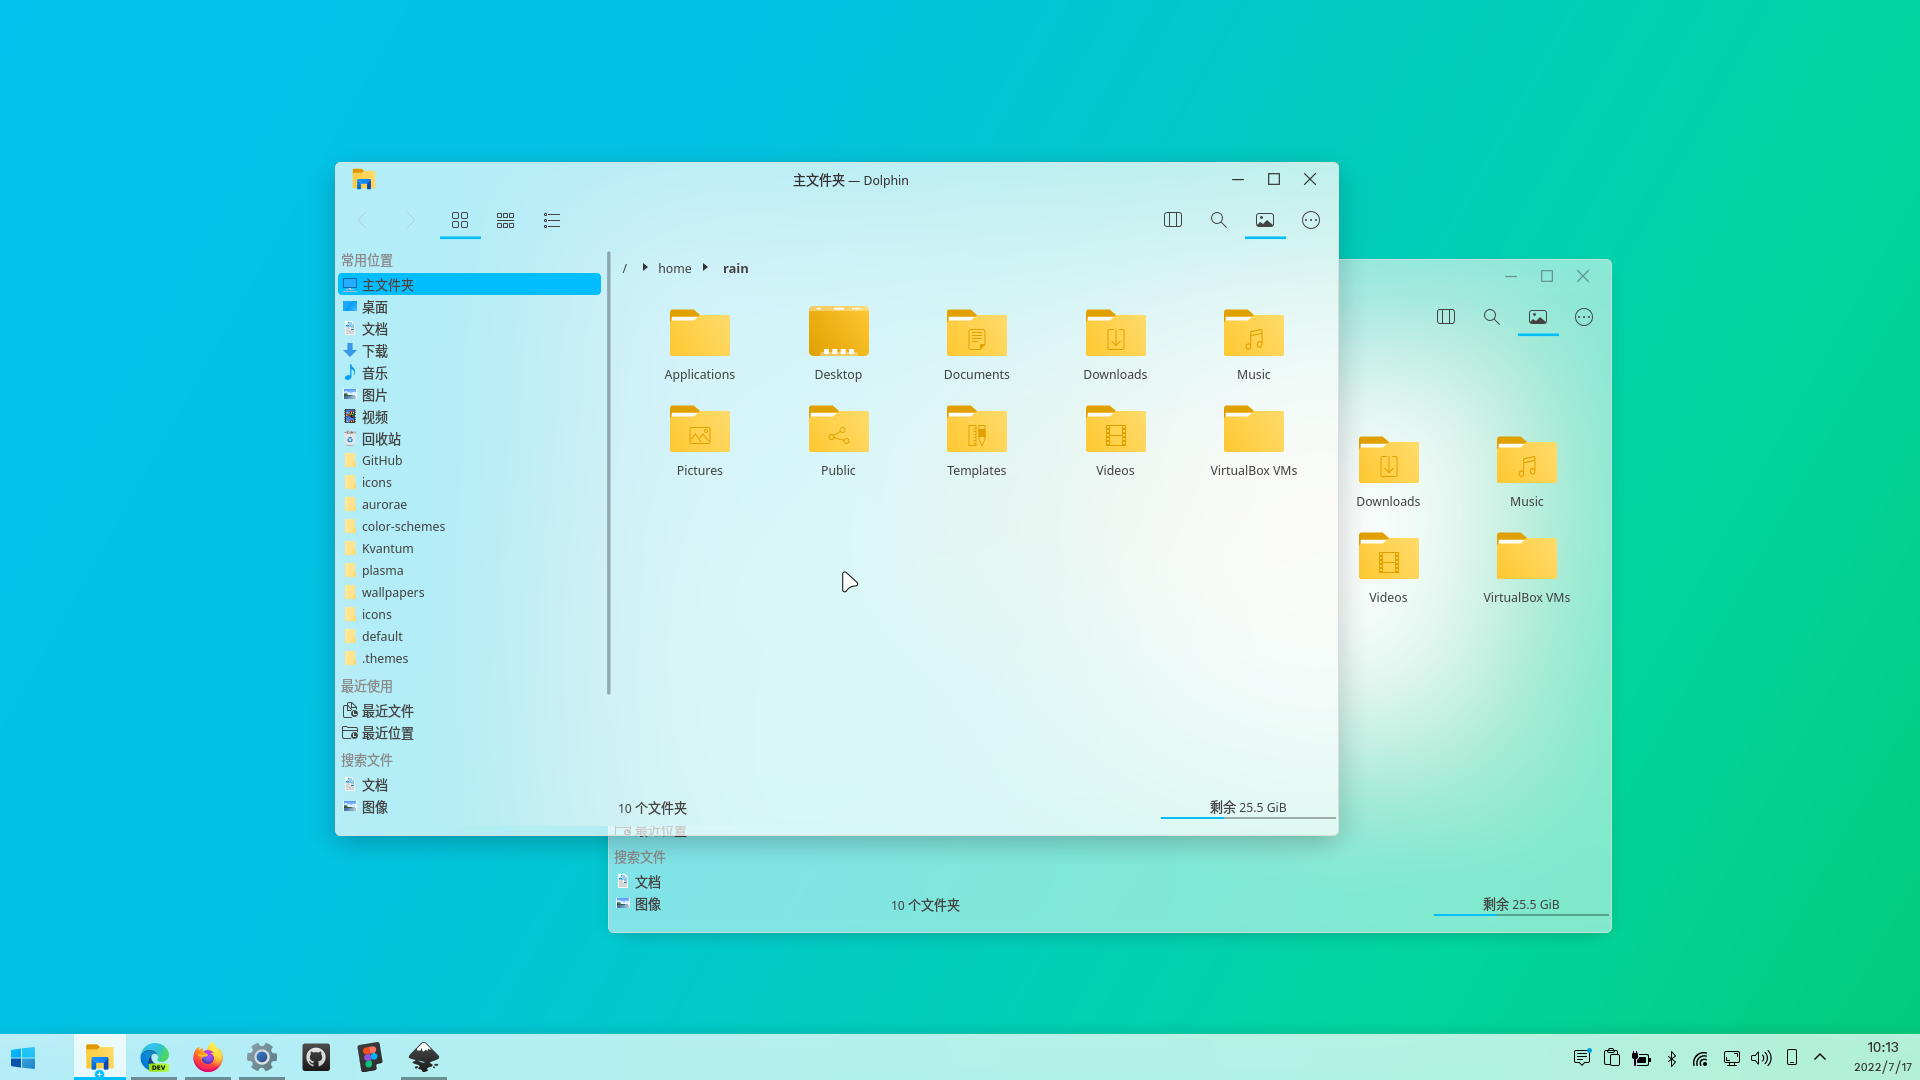 主文件夹 — Dolphin
常用位置
主文件夹
桌面
文档
下载
音乐
图片
视频
回收站
GitHub
icons
aurorae
color-schemes
Kvantum
plasma
wallpapers
icons
default
.themes
最近使用
最近文件
最近位置
搜索文件
文档
图像
/ home rain
Applications Desktop Documents Downloads Music
Pictures Public Templates Videos VirtualBox VMs
10 个文件夹 剩余 25.5 GiB
Downloads Music
Videos VirtualBox VMs
最近位置
搜索文件
文档
图像
10 个文件夹 剩余 25.5 GiB
DEV
10:13
2022/7/17